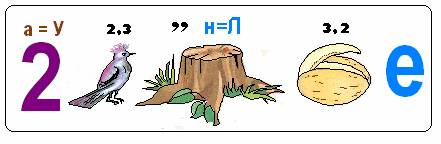 а = У 2,3 ,, н=Л 3,2
2 е